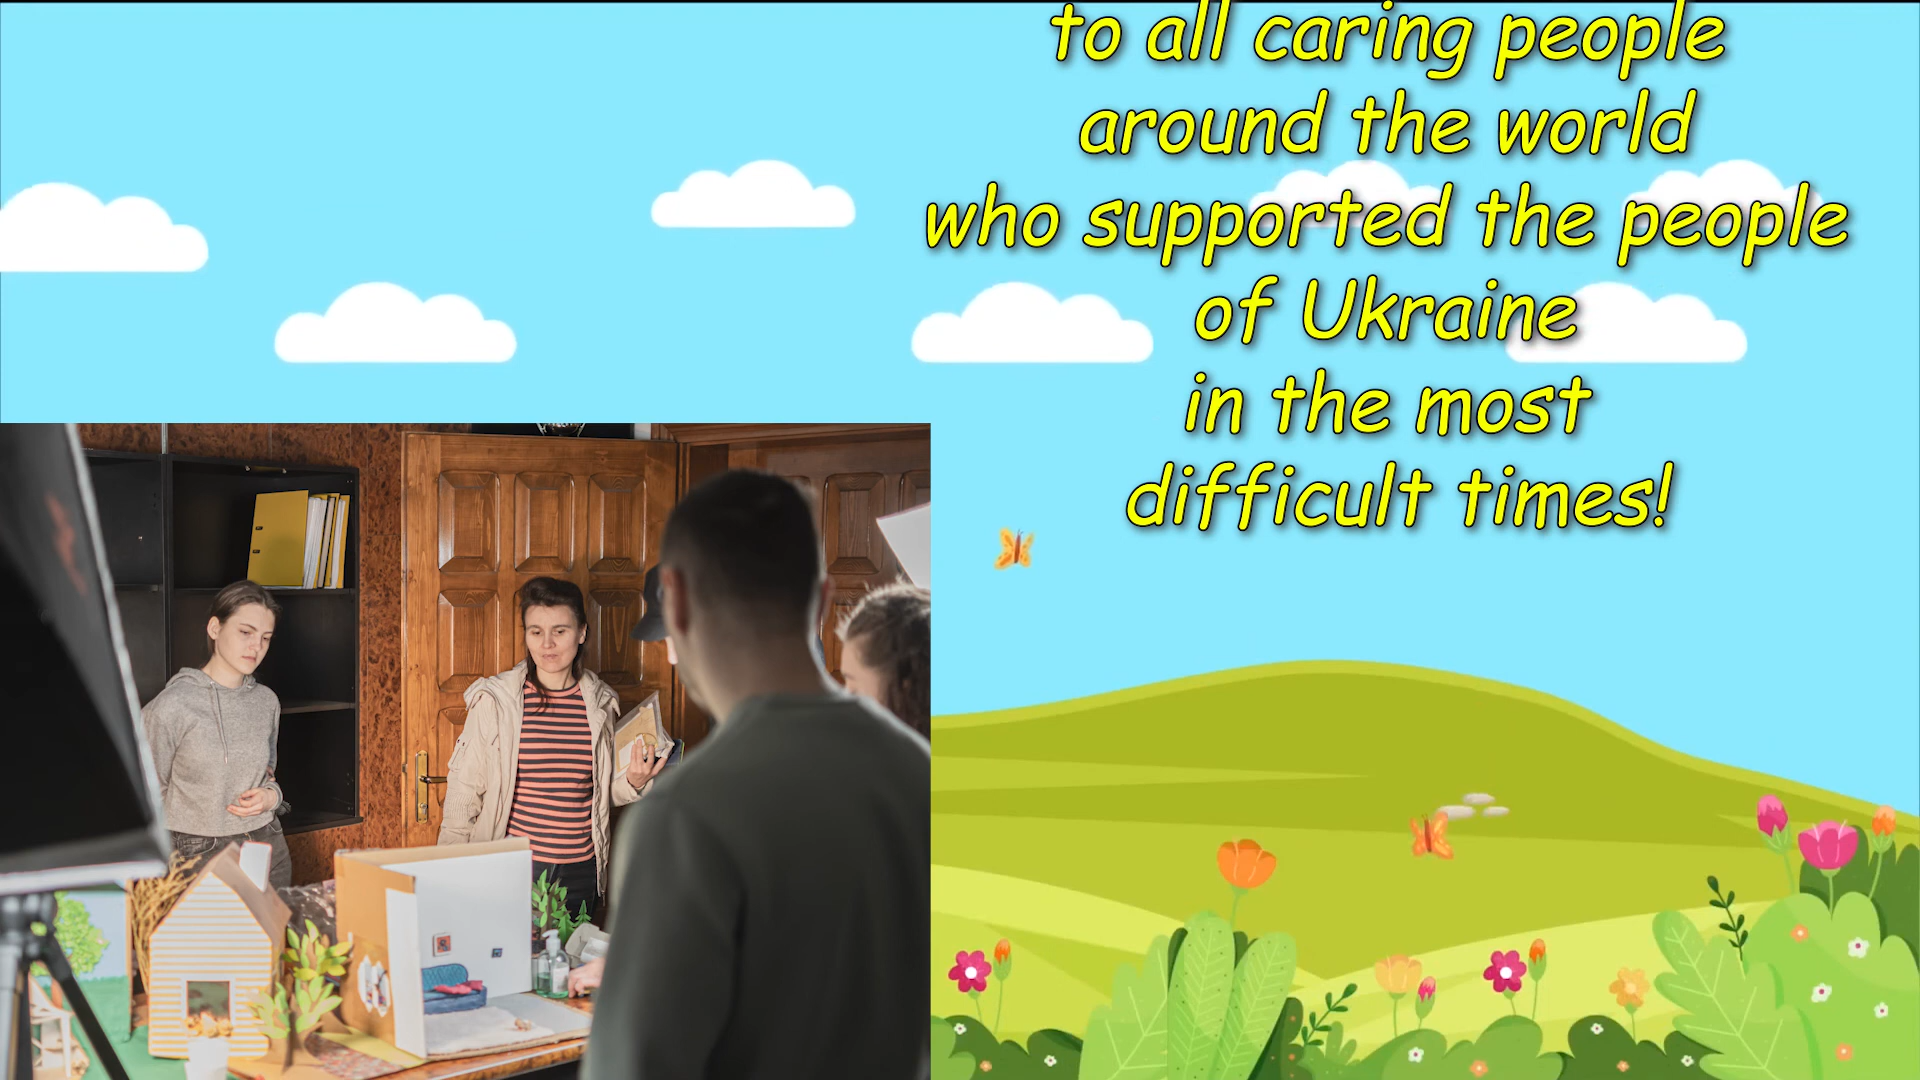 to all caring people
around the world
who supported the people
of Ukraine
in the most
difficult times!